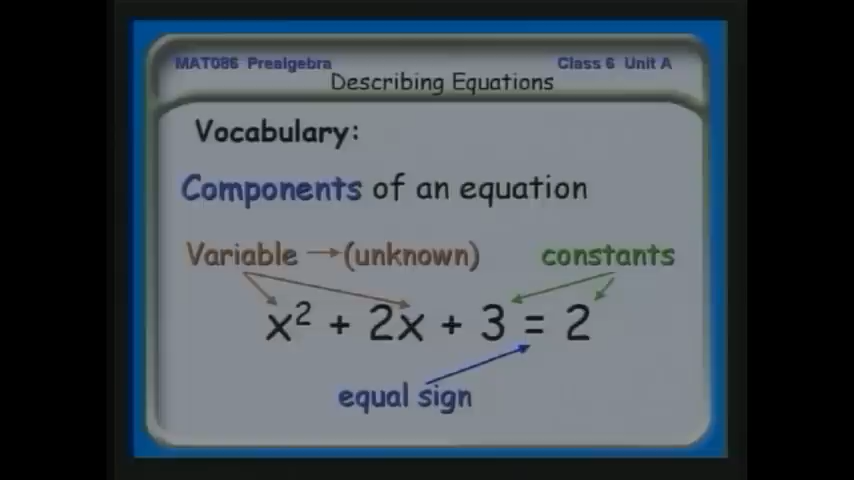 MAT086 Prealgebra
Class 6 Unit A
Describing Equations
Vocabulary:
Components of an equation
Variable →(unknown)
constants
x² + 2x + 3 = 2
equal sign